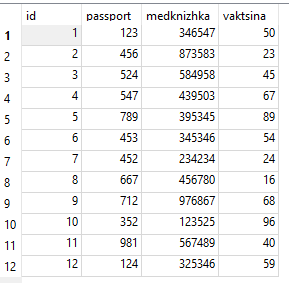 id passport medknizhka vaktsina
1 1 123 346547 50
2 2 456 873583 23
3 3 524 584958 45
4 4 547 439503 67
5 5 789 395345 89
6 6 453 345346 54
7 7 452 234234 24
8 8 667 456780 16
9 9 712 976867 68
10 10 352 123525 96
11 11 981 567489 40
12 12 124 325346 59